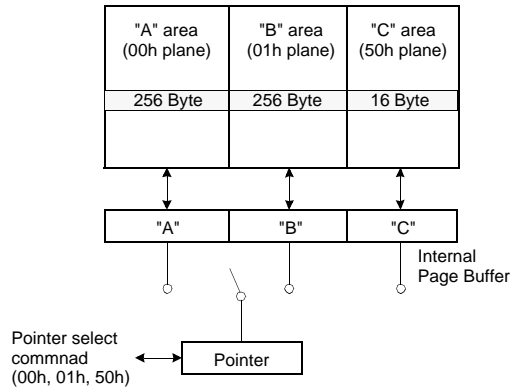 "A" area
(00h plane)
"B" area
(01h plane)
"C" area
(50h plane)
256 Byte
256 Byte
16 Byte
"A"
"B"
"C"
Internal
Page Buffer
Pointer select
commnad
(00h, 01h, 50h)
Pointer